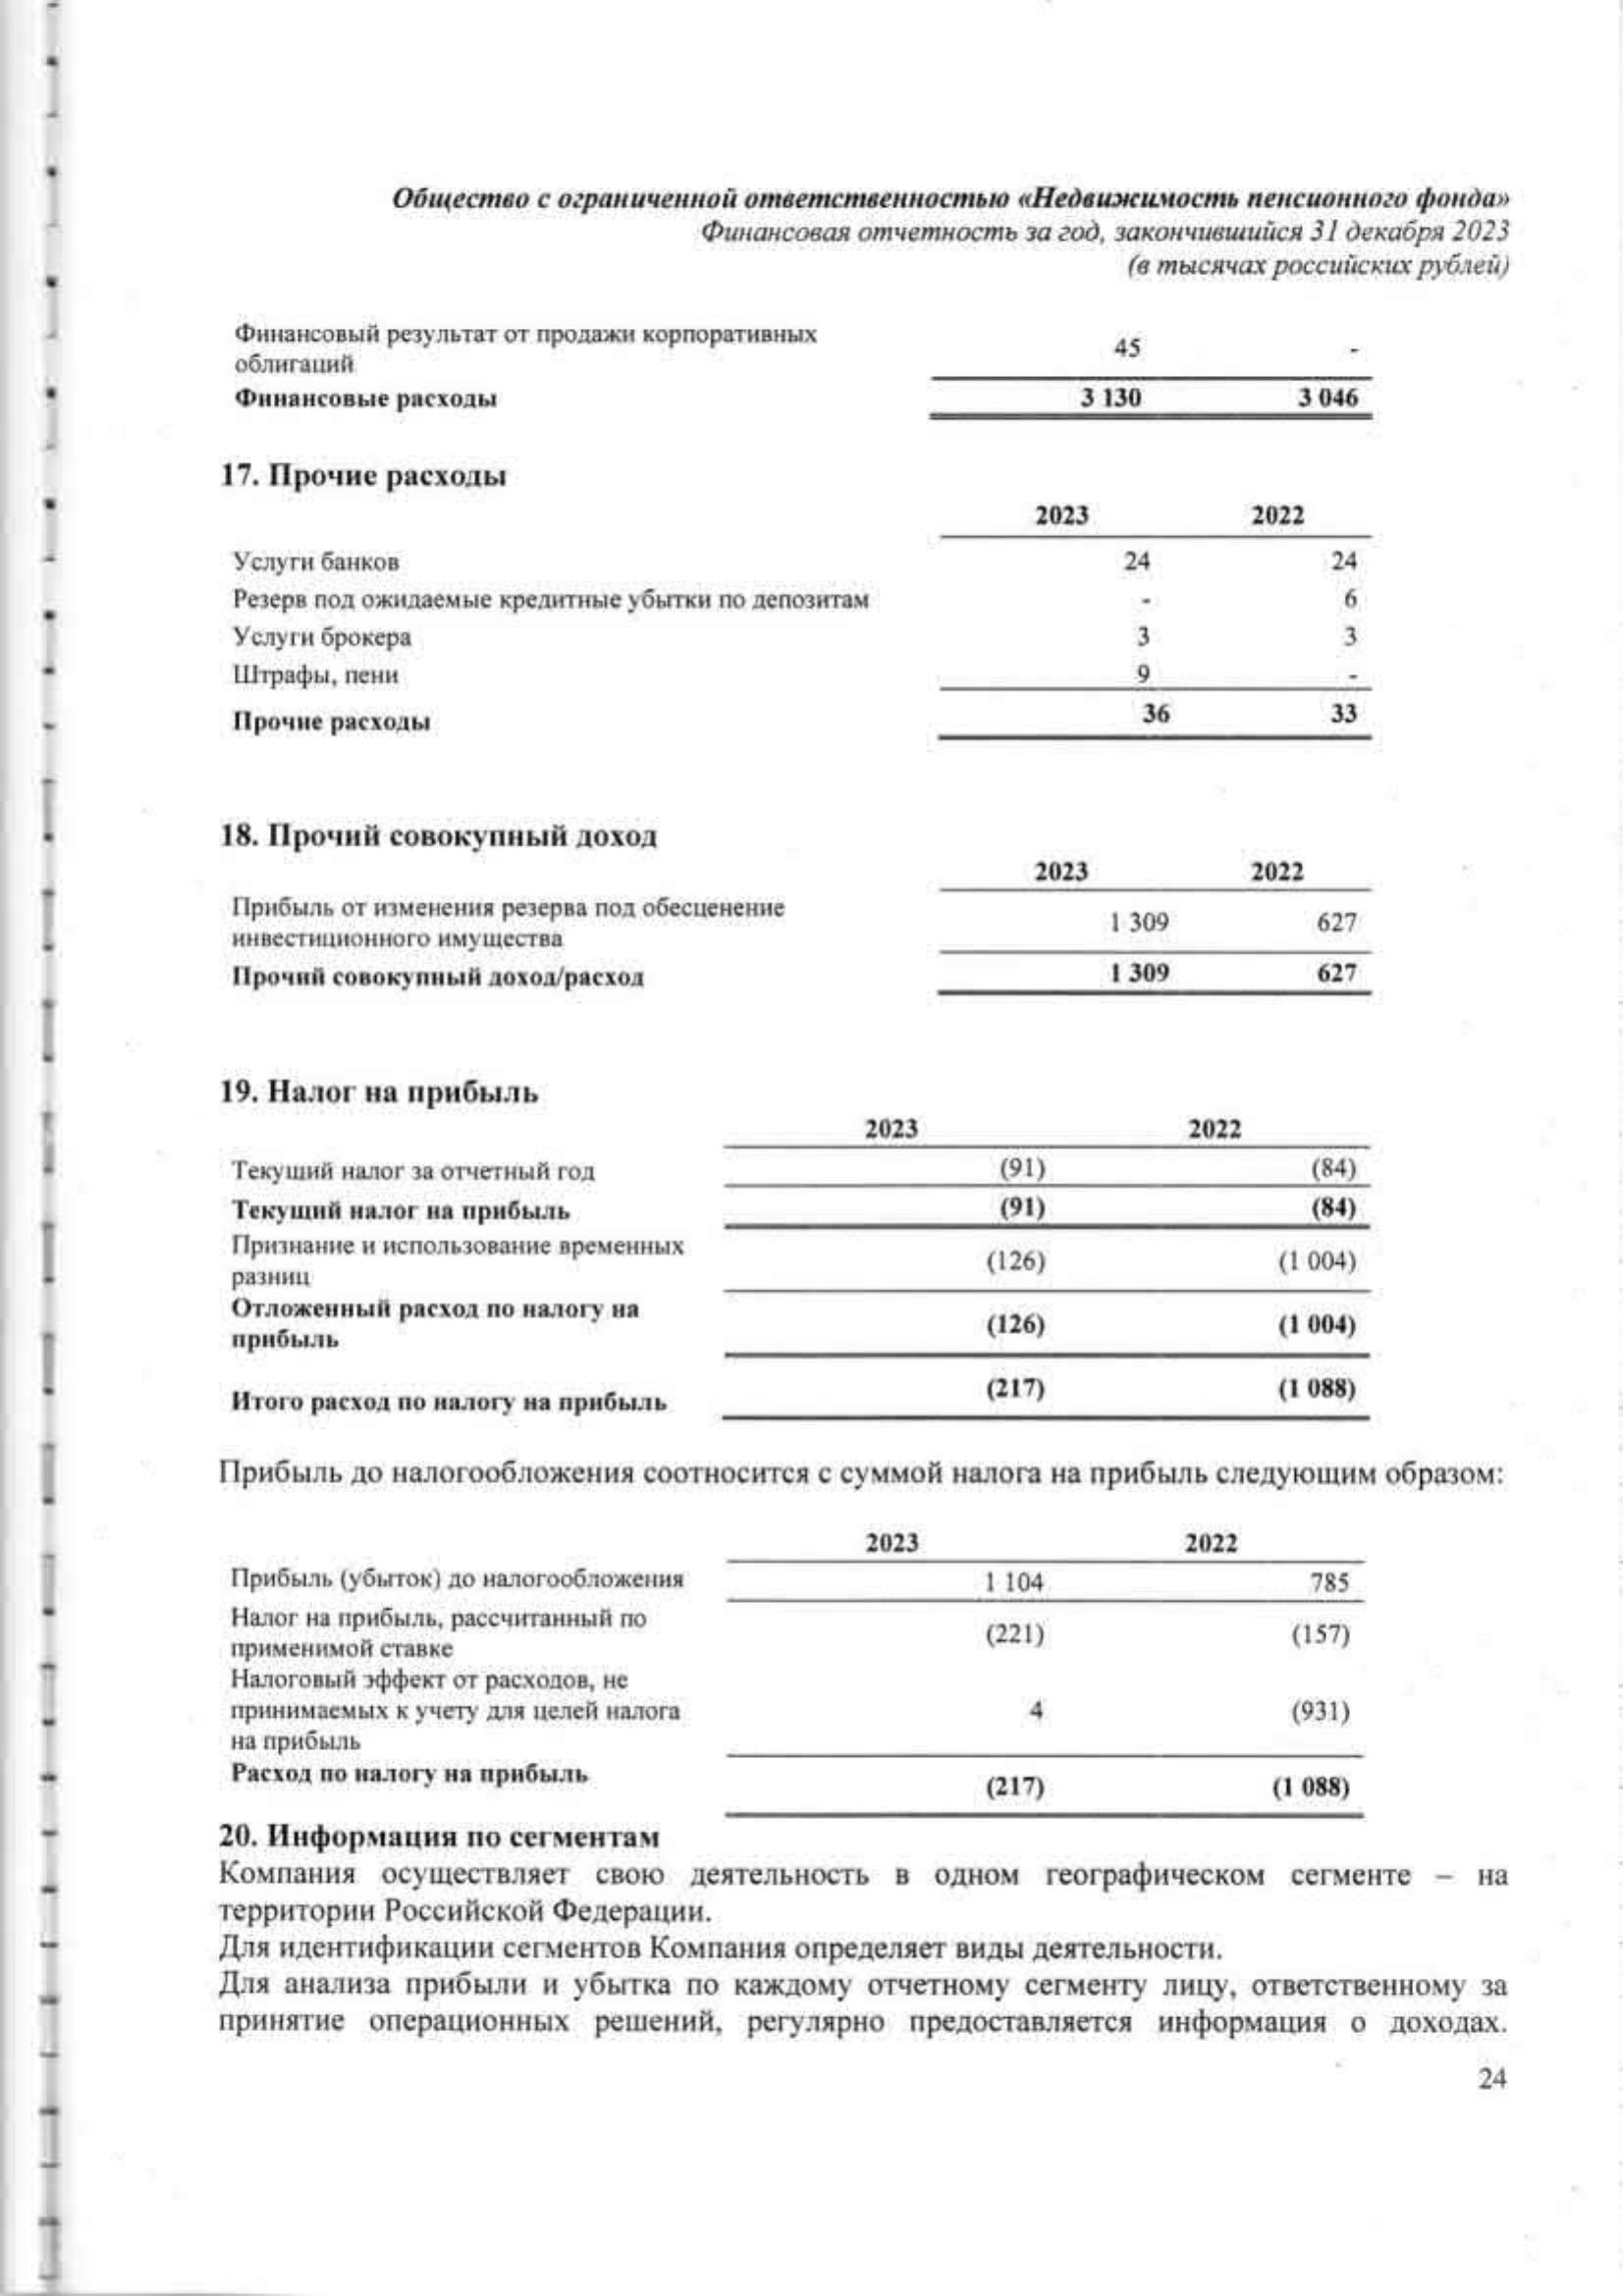 Общество с ограниченной ответственностью «Недвижимость пенсионного фонда»
Финансовая отчетность за год, закончившийся 31 декабря 2023
(в тысячах российских рублей)
Финансовый результат от продажи корпоративных
облигаций 45 -
Финансовые расходы 3 130 3 046
17. Прочие расходы
2023 2022
Услуги банков 24 24
Резерв под ожидаемые кредитные убытки по депозитам - 6
Услуги брокера 3 3
Штрафы, пени 9 -
Прочие расходы 36 33
18. Прочий совокупный доход
2023 2022
Прибыль от изменения резерва под обесценение
инвестиционного имущества 1 309 627
Прочий совокупный доход/расход 1 309 627
19. Налог на прибыль
2023 2022
Текущий налог за отчетный год (91) (84)
Текущий налог на прибыль (91) (84)
Признание и использование временных
разниц (126) (1 004)
Отложенный расход по налогу на
прибыль (126) (1 004)
Итого расход по налогу на прибыль (217) (1 088)
Прибыль до налогообложения соотносится с суммой налога на прибыль следующим образом:
2023 2022
Прибыль (убыток) до налогообложения 1 104 785
Налог на прибыль, рассчитанный по
применимой ставке (221) (157)
Налоговый эффект от расходов, не
принимаемых к учету для целей налога
на прибыль 4 (931)
Расход по налогу на прибыль (217) (1 088)
20. Информация по сегментам
Компания осуществляет свою деятельность в одном географическом сегменте – на
территории Российской Федерации.
Для идентификации сегментов Компания определяет виды деятельности.
Для анализа прибыли и убытка по каждому отчетному сегменту лицу, ответственному за
принятие операционных решений, регулярно предоставляется информация о доходах.
24